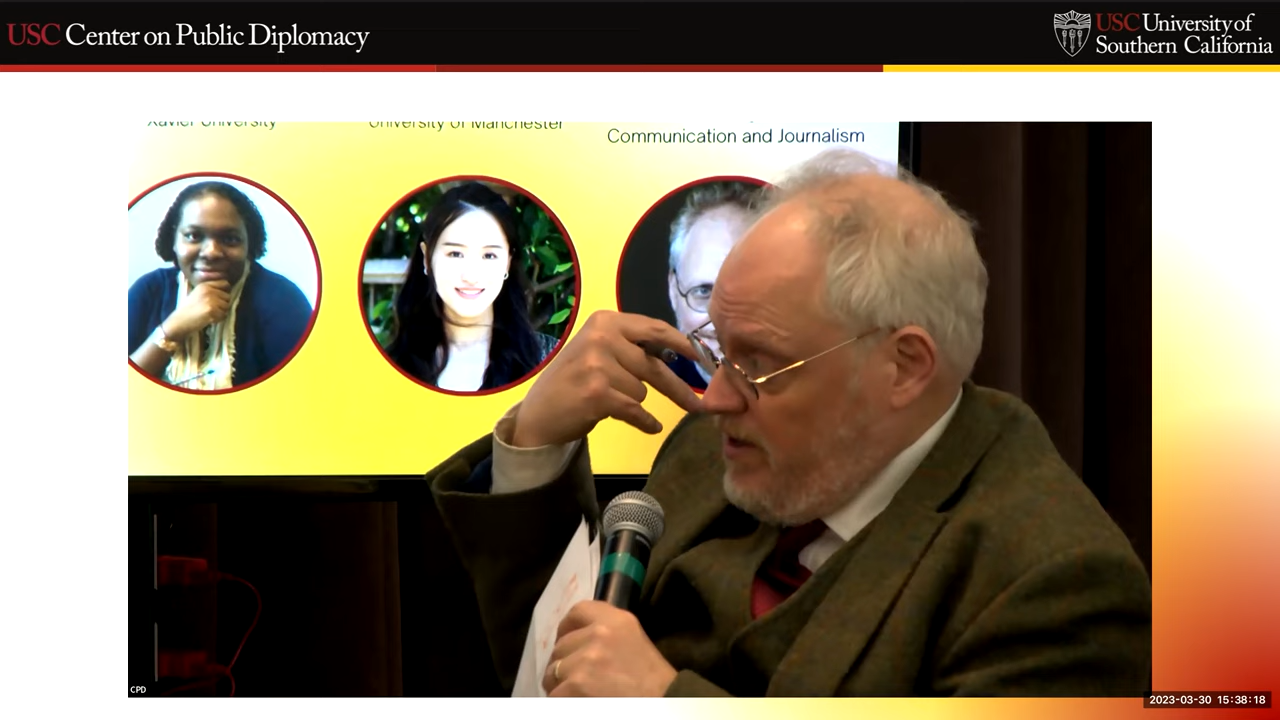 USC Center on Public Diplomacy
USC University of
Southern California
Xavier University
University of Manchester
Communication and Journalism
CPD
2023-03-30 15:38:18